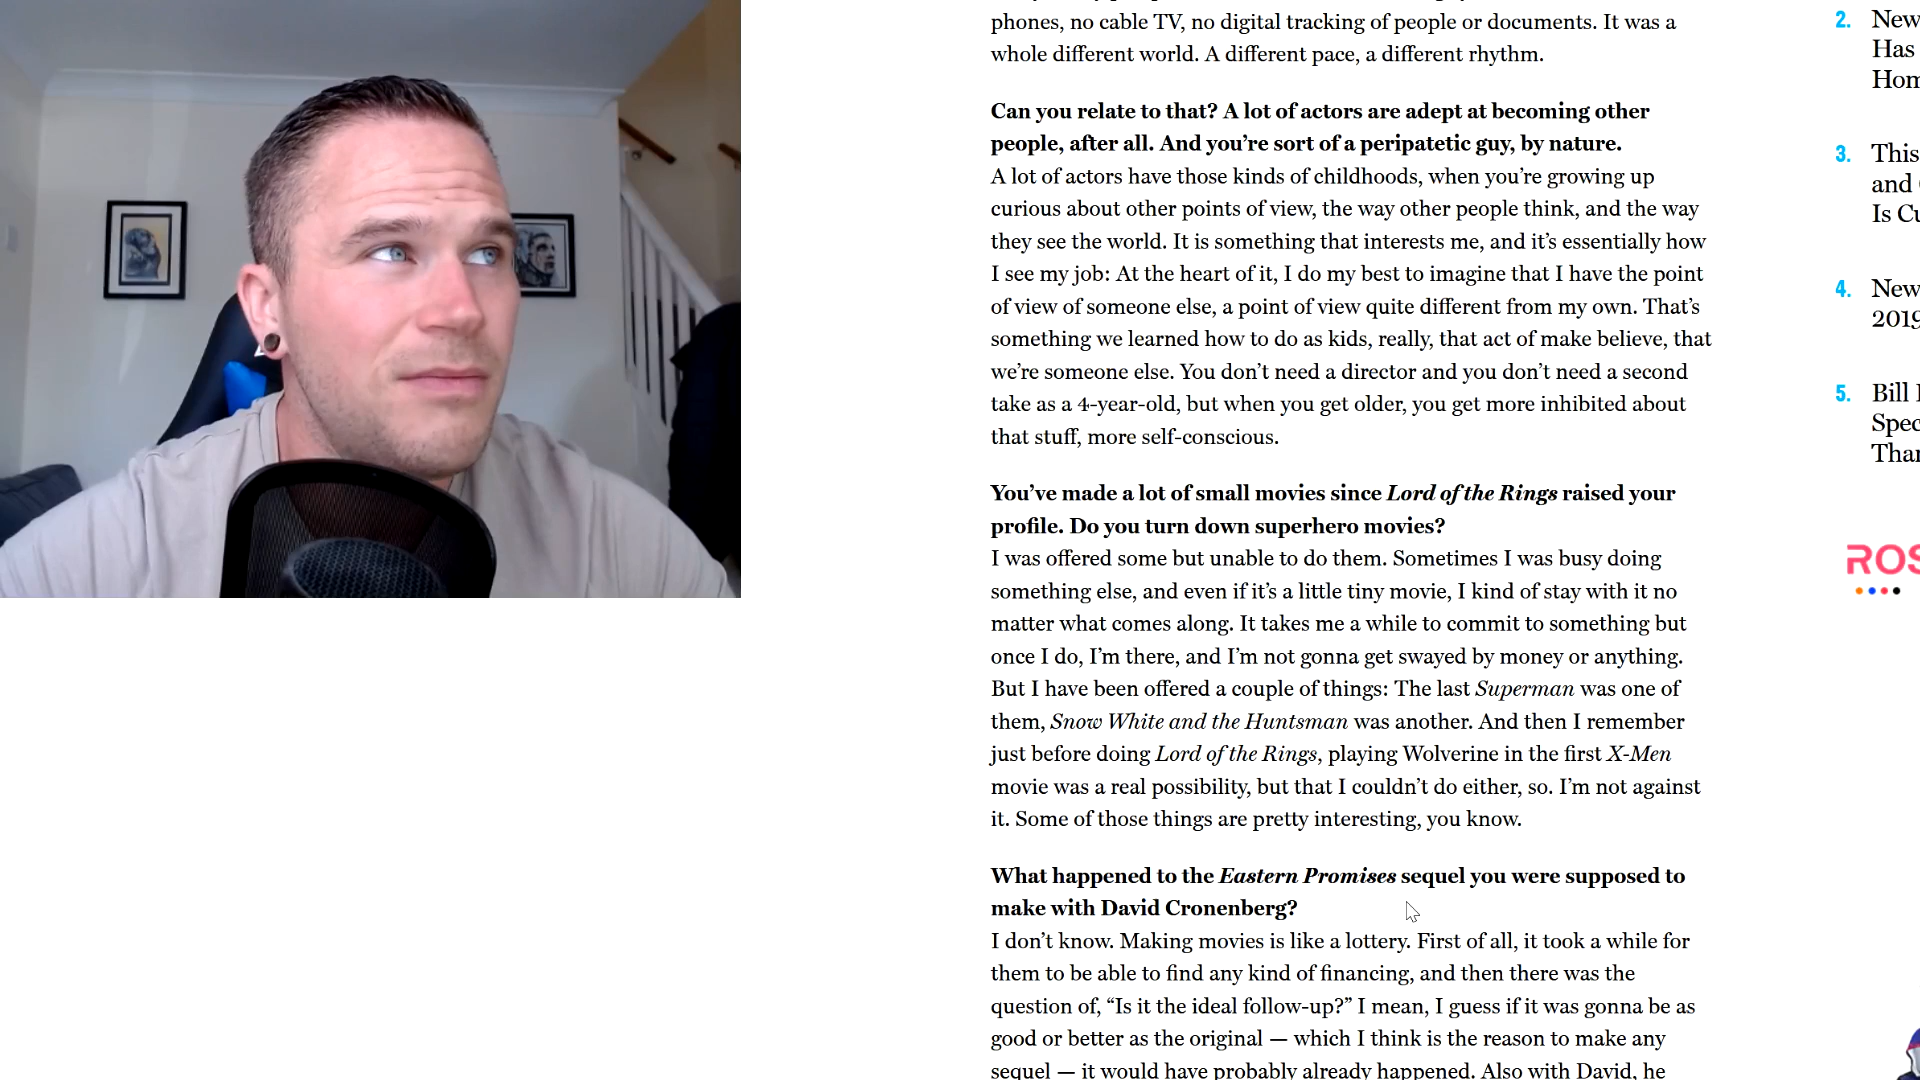 phones, no cable TV, no digital tracking of people or documents. It was a
whole different world. A different pace, a different rhythm.
Can you relate to that? A lot of actors are adept at becoming other
people, after all. And you’re sort of a peripatetic guy, by nature.
A lot of actors have those kinds of childhoods, when you’re growing up
curious about other points of view, the way other people think, and the way
they see the world. It is something that interests me, and it’s essentially how
I see my job: At the heart of it, I do my best to imagine that I have the point
of view of someone else, a point of view quite different from my own. That’s
something we learned how to do as kids, really, that act of make believe, that
we’re someone else. You don’t need a director and you don’t need a second
take as a 4-year-old, but when you get older, you get more inhibited about
that stuff, more self-conscious.
You’ve made a lot of small movies since Lord of the Rings raised your
profile. Do you turn down superhero movies?
I was offered some but unable to do them. Sometimes I was busy doing
something else, and even if it’s a little tiny movie, I kind of stay with it no
matter what comes along. It takes me a while to commit to something but
once I do, I’m there, and I’m not gonna get swayed by money or anything.
But I have been offered a couple of things: The last Superman was one of
them, Snow White and the Huntsman was another. And then I remember
just before doing Lord of the Rings, playing Wolverine in the first X-Men
movie was a real possibility, but that I couldn’t do either, so. I’m not against
it. Some of those things are pretty interesting, you know.
What happened to the Eastern Promises sequel you were supposed to
make with David Cronenberg?
I don’t know. Making movies is like a lottery. First of all, it took a while for
them to be able to find any kind of financing, and then there was the
question of, “Is it the ideal follow-up?” I mean, I guess if it was gonna be as
good or better as the original — which I think is the reason to make any
sequel — it would have probably already happened. Also with David, he
2. New
Has
Hom
3. This
and
Is Cu
4. New
2019
5. Bill
Spec
Than
ROS